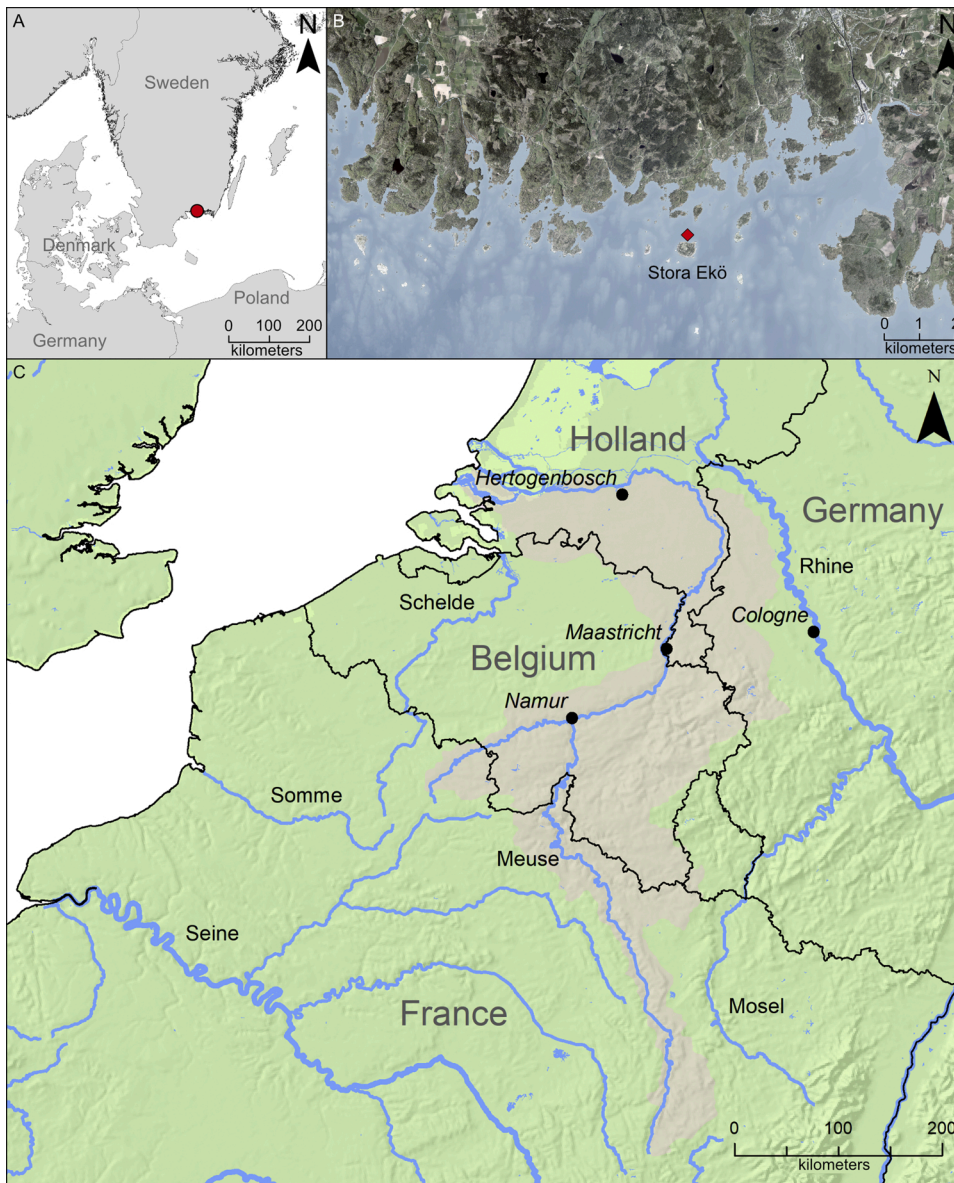 A
N
Sweden
Denmark
Poland
Germany
0 100 200
kilometers
B
N
Stora Ekö
0 1 2
kilometers
C
N
Holland
Hertogenbosch
Germany
Rhine
Schelde
Cologne
Maastricht
Belgium
Namur
Somme
Meuse
Seine
Mosel
France
0 100 200
kilometers